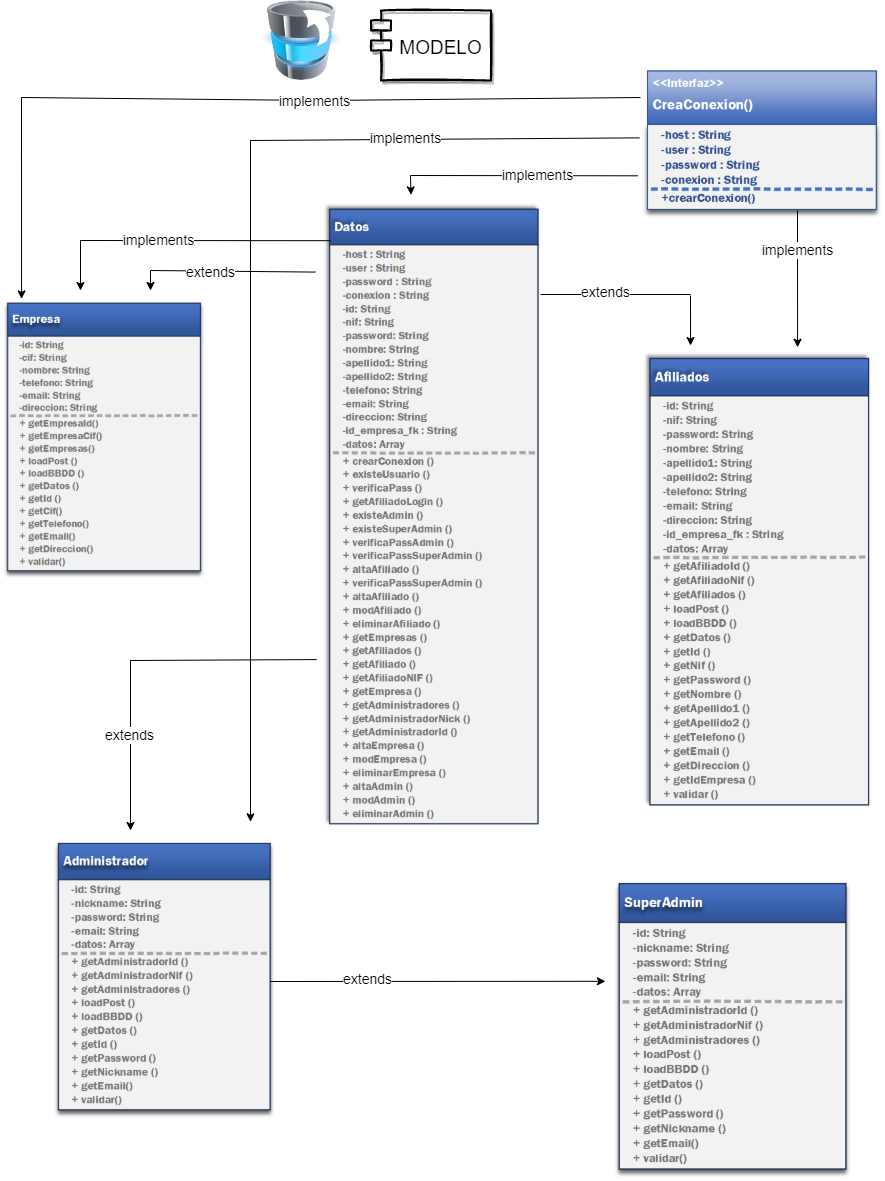 MODELO
<<Interfaz>>
CreaConexion()
-host : String
-user : String
-password : String
-conexion : String
+crearConexion()
implements
implements
implements
implements
implements
extends
extends
extends
extends
Datos
-host : String
-user : String
-password : String
-conexion : String
-id: String
-nif: String
-password: String
-nombre: String
-apellido1: String
-apellido2: String
-telefono: String
-email: String
-direccion: String
-id_empresa_fk : String
-datos: Array
+ crearConexion ()
+ existeUsuario ()
+ verificaPass ()
+ getAfiliadoLogin ()
+ existeAdmin ()
+ existeSuperAdmin ()
+ verificaPassAdmin ()
+ verificaPassSuperAdmin ()
+ altaAfiliado ()
+ verificaPassSuperAdmin ()
+ altaAfiliado ()
+ modAfiliado ()
+ eliminarAfiliado ()
+ getEmpresas ()
+ getAfiliados ()
+ getAfiliado ()
+ getAfiliadoNIF ()
+ getEmpresa ()
+ getAdministradores ()
+ getAdministradorNick ()
+ getAdministradorId ()
+ altaEmpresa ()
+ modEmpresa ()
+ eliminarEmpresa ()
+ altaAdmin ()
+ modAdmin ()
+ eliminarAdmin ()
Empresa
-id: String
-cif: String
-nombre: String
-telefono: String
-email: String
-direccion: String
+ getEmpresaId()
+ getEmpresaCif()
+ getEmpresas()
+ loadPost ()
+ loadBBDD ()
+ getDatos ()
+ getId ()
+ getCif()
+ getTelefono()
+ getEmail()
+ getDireccion()
+ validar()
Afiliados
-id: String
-nif: String
-password: String
-nombre: String
-apellido1: String
-apellido2: String
-telefono: String
-email: String
-direccion: String
-id_empresa_fk : String
-datos: Array
+ getAfiliadoId ()
+ getAfiliadoNif ()
+ getAfiliados ()
+ loadPost ()
+ loadBBDD ()
+ getDatos ()
+ getId ()
+ getNif ()
+ getPassword ()
+ getNombre ()
+ getApellido1 ()
+ getApellido2 ()
+ getTelefono ()
+ getEmail ()
+ getDireccion ()
+ getIdEmpresa ()
+ validar ()
Administrador
-id: String
-nickname: String
-password: String
-email: String
-datos: Array
+ getAdministradorId ()
+ getAdministradorNif ()
+ getAdministradores ()
+ loadPost ()
+ loadBBDD ()
+ getDatos ()
+ getId ()
+ getPassword ()
+ getNickname ()
+ getEmail()
+ validar()
SuperAdmin
-id: String
-nickname: String
-password: String
-email: String
-datos: Array
+ getAdministradorId ()
+ getAdministradorNif ()
+ getAdministradores ()
+ loadPost ()
+ loadBBDD ()
+ getDatos ()
+ getId ()
+ getPassword ()
+ getNickname ()
+ getEmail()
+ validar()